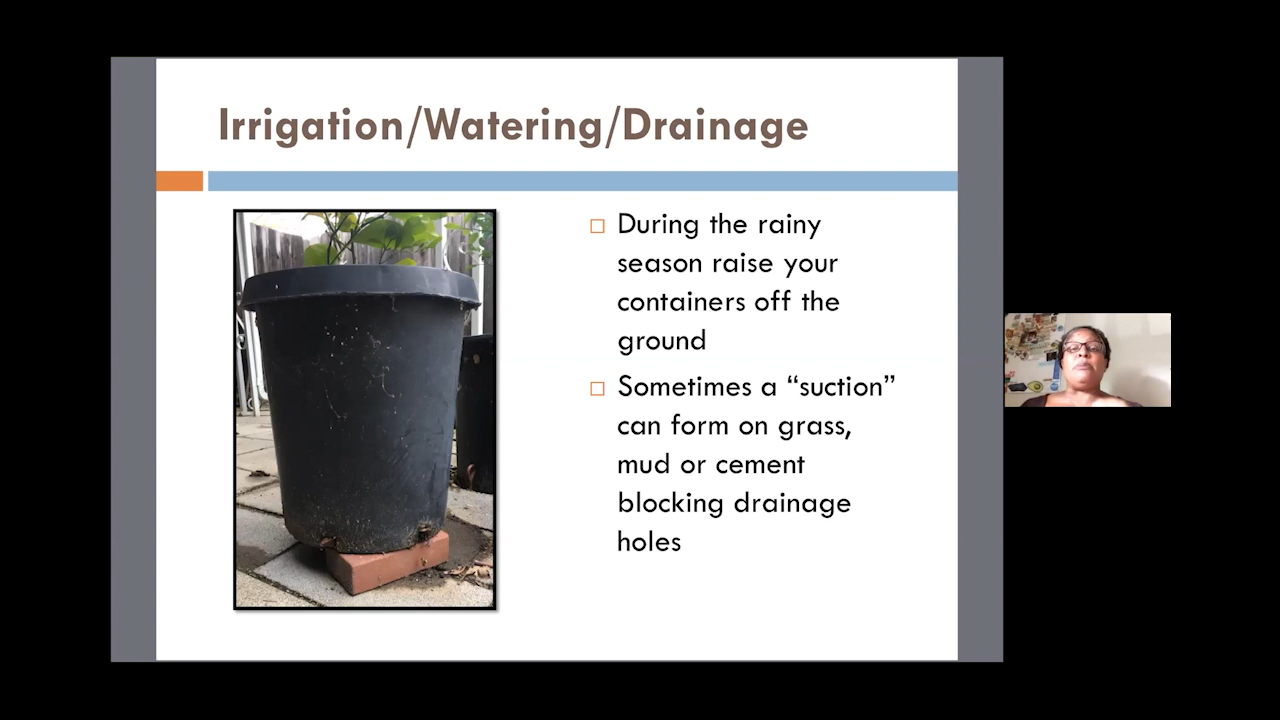 Irrigation/Watering/Drainage
During the rainy
season raise your
containers off the
ground
Sometimes a “suction”
can form on grass,
mud or cement
blocking drainage
holes